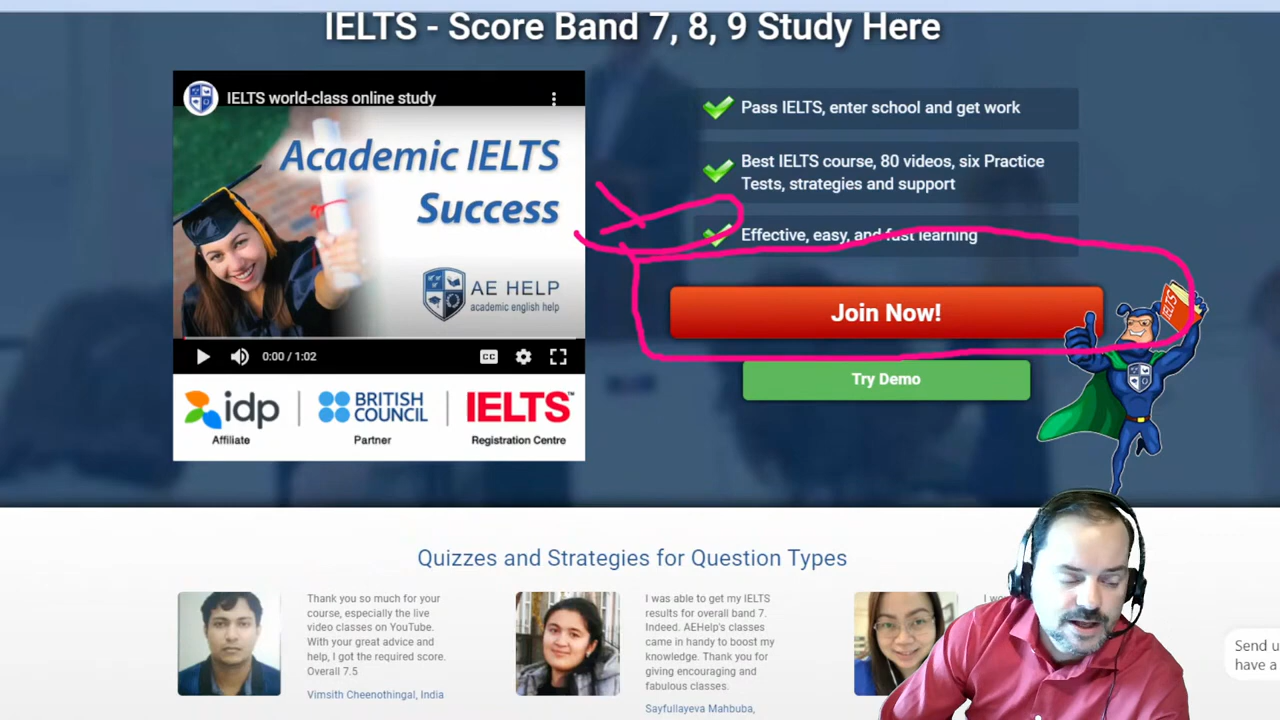 IELTS - Score Band 7, 8, 9 Study Here
IELTS world-class online study
Academic IELTS
Success
AE HELP
academic english help
0:00 / 1:02
CC
idp
Affiliate
BRITISH
COUNCIL
Partner
IELTS™
Registration Centre
Pass IELTS, enter school and get work
Best IELTS course, 80 videos, six Practice
Tests, strategies and support
Effective, easy, and fast learning
Join Now!
Try Demo
IELTS
Quizzes and Strategies for Question Types
Thank you so much for your
course, especially the live
video classes on YouTube.
With your great advice and
help, I got the required score.
Overall 7.5
Vimsith Cheenothingal, India
I was able to get my IELTS
results for overall band 7.
Indeed. AEHelp's classes
came in handy to boost my
knowledge. Thank you for
giving encouraging and
fabulous classes.
Sayfullayeva Mahbuba,
I
Send u
have a